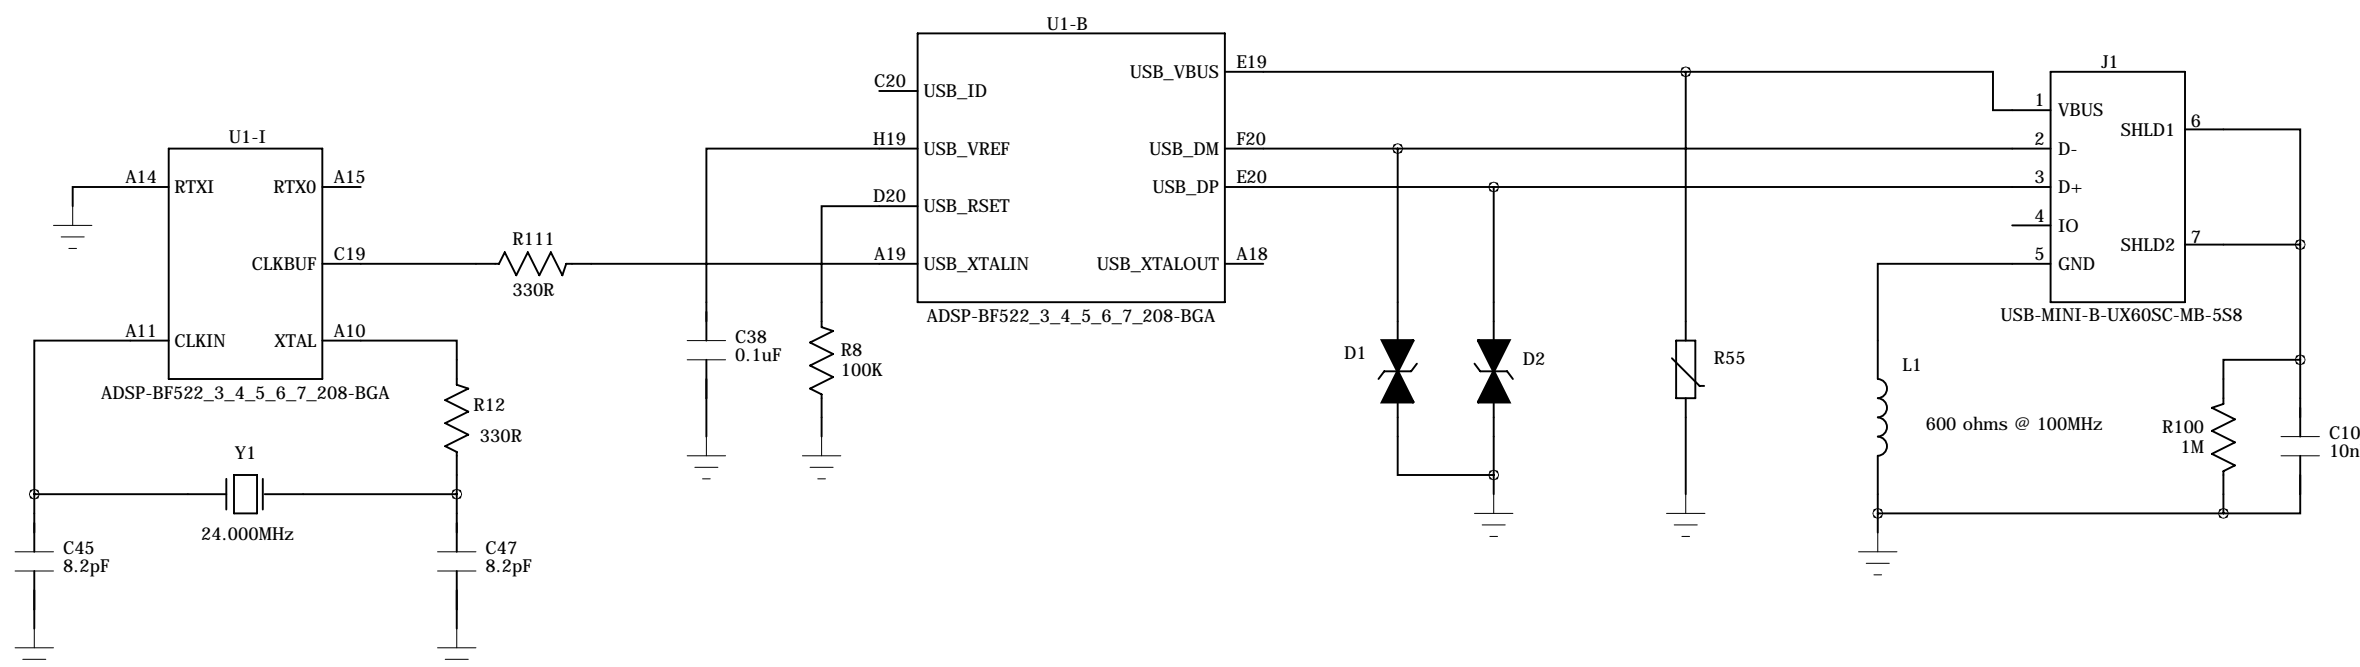 U1-B
C20
USB_ID
H19
USB_VREF
D20
USB_RSET
A19
USB_XTALIN
USB_VBUS
E19
USB_DM
F20
USB_DP
E20
USB_XTALOUT
A18
ADSP-BF522_3_4_5_6_7_208-BGA
J1
1
VBUS
2
D-
3
D+
4
IO
5
GND
SHLD1
6
SHLD2
7
USB-MINI-B-UX60SC-MB-5S8
U1-I
A14
RTXI
RTX0
A15
CLKBUF
C19
A11
CLKIN
XTAL
A10
ADSP-BF522_3_4_5_6_7_208-BGA
R111
330R
R12
330R
Y1
24.000MHz
C45
8.2pF
C47
8.2pF
C38
0.1uF
R8
100K
D1
D2
R55
L1
600 ohms @ 100MHz
R100
1M
C10
10n